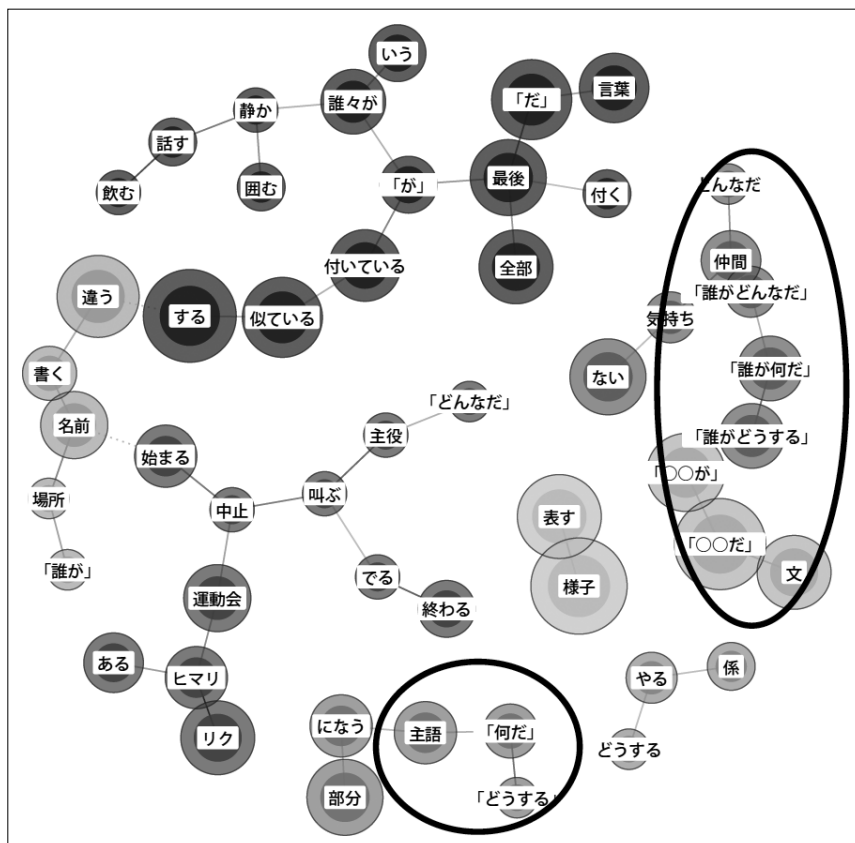 いう
「だ」
言葉
誰々が
静か
話す
飲む
囲む
「が」
最後
付く
どんなだ
仲間
全部
付いている
「誰がどんなだ」
違う
する
似ている
気持ち
書く
ない
「誰が何だ」
「どんなだ」
名前
主役
「誰がどうする」
始まる
「○○が」
場所
中止
叫ぶ
表す
「○○だ」
「誰が」
でる
様子
文
運動会
終わる
ある
ヒマリ
やる
係
になう
主語
「何だ」
リク
どうする
部分
「どうする」